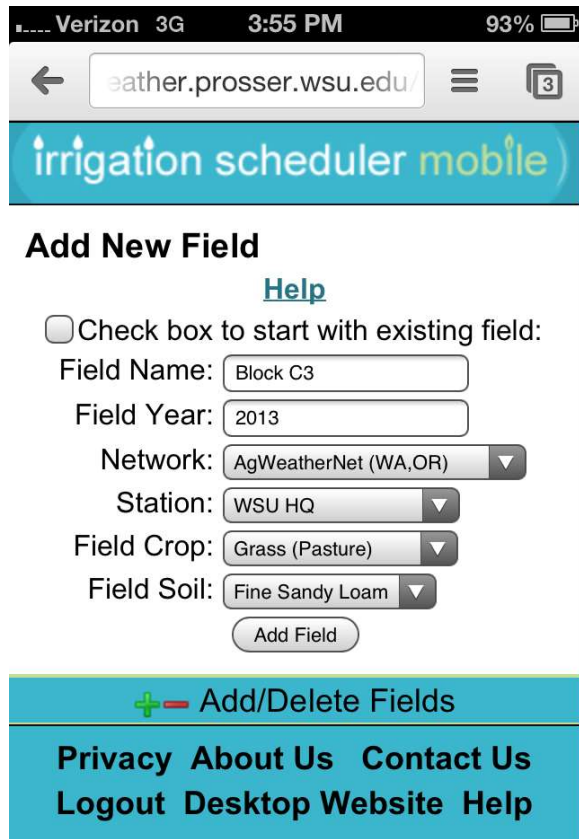 Verizon 3G 3:55 PM 93%
eather.prosser.wsu.edu/ 3
irrigation scheduler mobile
Add New Field
Help
Check box to start with existing field:
Field Name: Block C3
Field Year: 2013
Network: AgWeatherNet (WA,OR)
Station: WSU HQ
Field Crop: Grass (Pasture)
Field Soil: Fine Sandy Loam
Add Field
Add/Delete Fields
Privacy About Us Contact Us
Logout Desktop Website Help